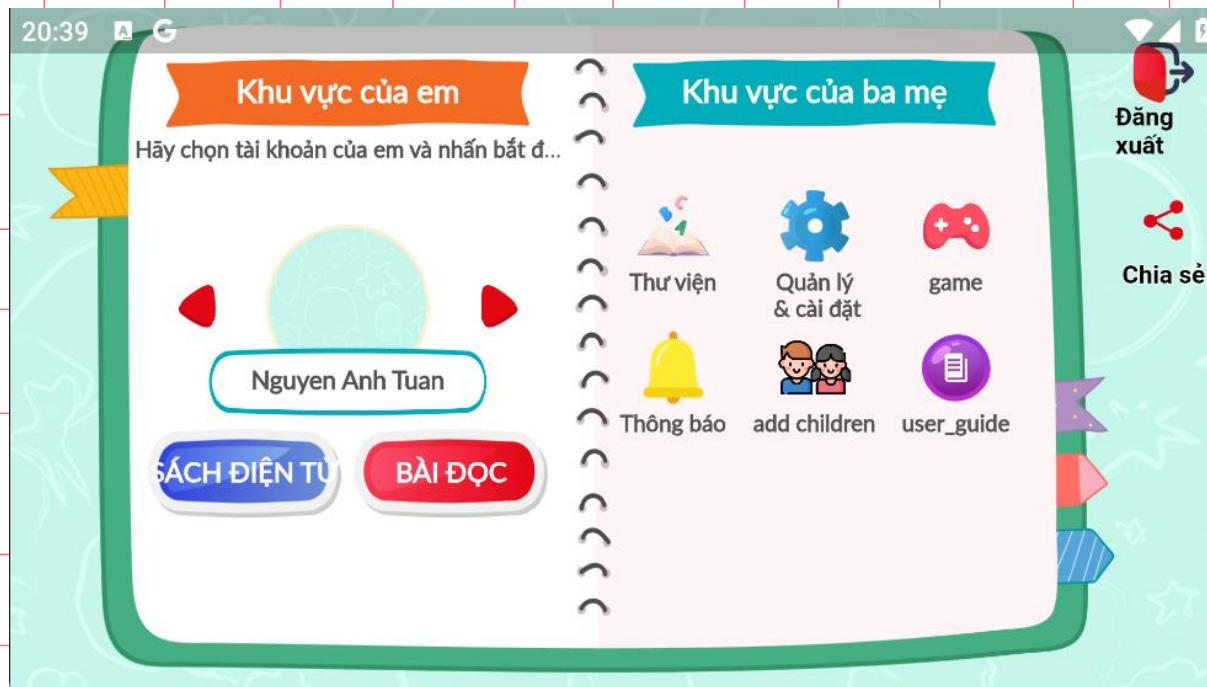 20:39
Khu vực của em
Hãy chọn tài khoản của em và nhấn bắt đ...
Nguyen Anh Tuan
SÁCH ĐIỆN TỬ
BÀI ĐỌC
Khu vực của ba mẹ
Thư viện
Quản lý
& cài đặt
game
Thông báo
add children
user_guide
Đăng
xuất
Chia sẻ